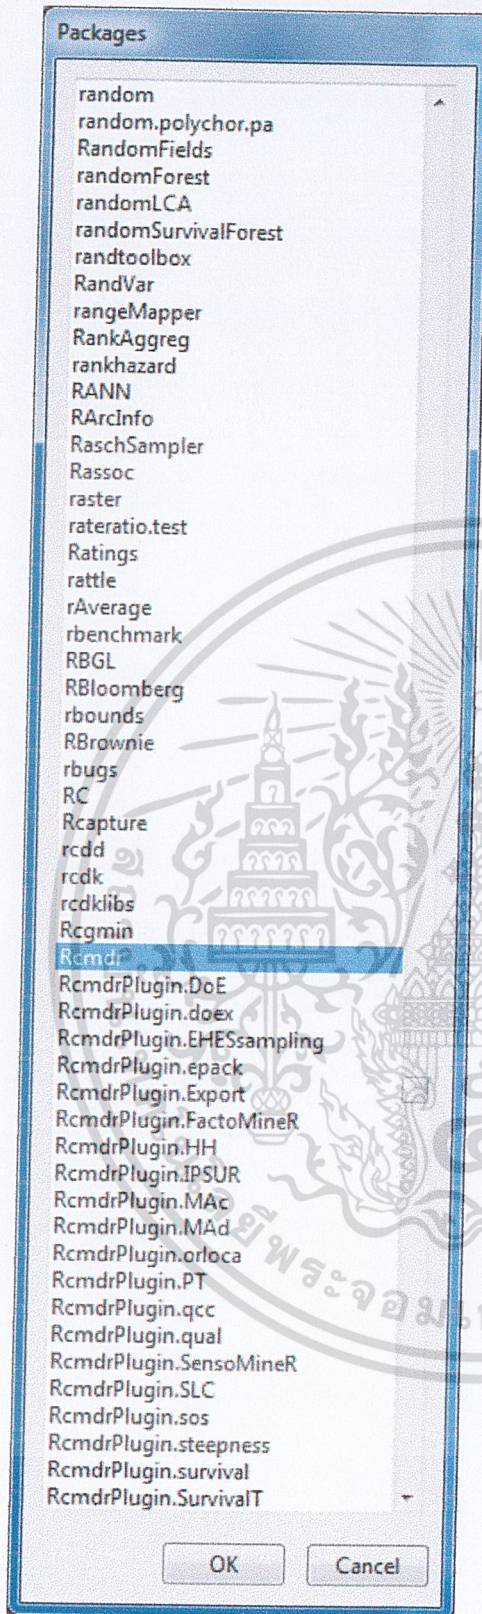 Packages
random
random.polychor.pa
RandomFields
randomForest
randomLCA
randomSurvivalForest
randtoolbox
RandVar
rangeMapper
RankAggreg
rankhazard
RANN
RArcInfo
RaschSampler
Rassoc
raster
rateratio.test
Ratings
rattle
rAverage
rbenchmark
RBGL
RBloomberg
rbounds
RBrownie
rbugs
RC
Rcapture
rcdd
rcdk
rcdklibs
Rcgmin
Rcmdr
RcmdrPlugin.DoE
RcmdrPlugin.doex
RcmdrPlugin.EHESsampling
RcmdrPlugin.epack
RcmdrPlugin.Export
RcmdrPlugin.FactoMineR
RcmdrPlugin.HH
RcmdrPlugin.IPSUR
RcmdrPlugin.MAc
RcmdrPlugin.MAd
RcmdrPlugin.orloca
RcmdrPlugin.PT
RcmdrPlugin.qcc
RcmdrPlugin.qual
RcmdrPlugin.SensoMineR
RcmdrPlugin.SLC
RcmdrPlugin.sos
RcmdrPlugin.steepness
RcmdrPlugin.survival
RcmdrPlugin.SurvivalT
OK Cancel